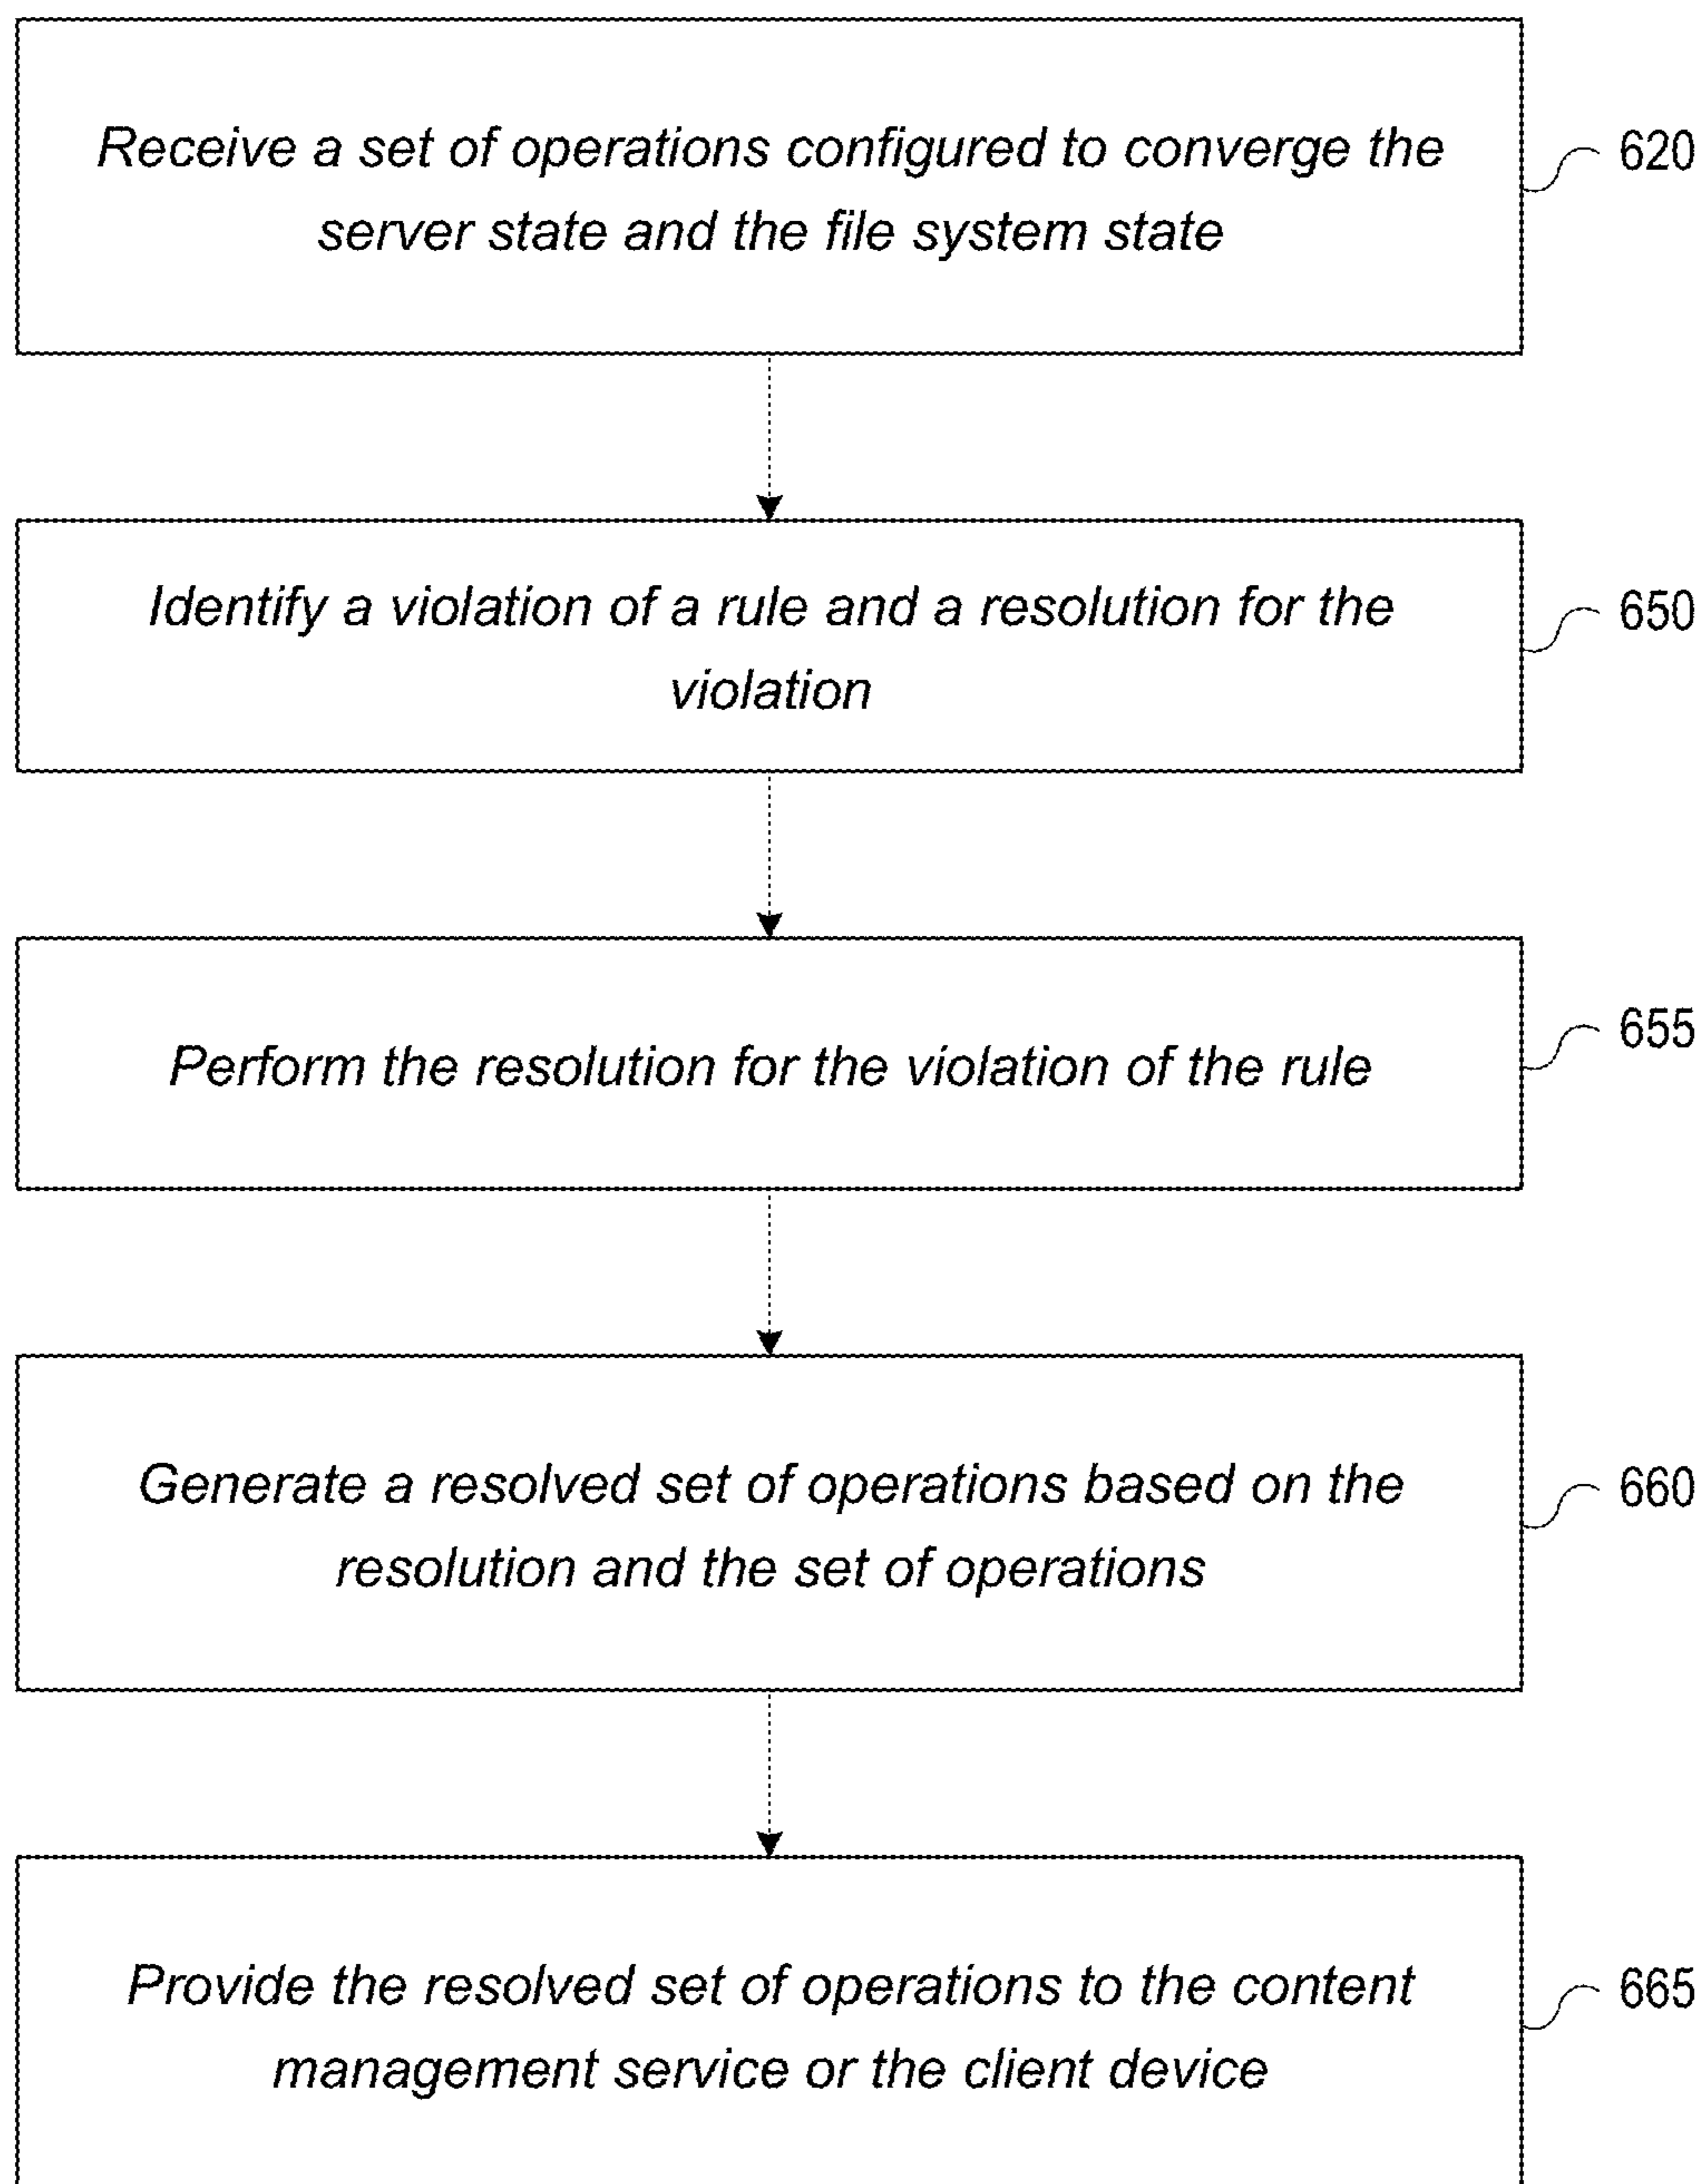 Receive a set of operations configured to converge the
server state and the file system state
620
Identify a violation of a rule and a resolution for the
violation
650
Perform the resolution for the violation of the rule
655
Generate a resolved set of operations based on the
resolution and the set of operations
660
Provide the resolved set of operations to the content
management service or the client device
665